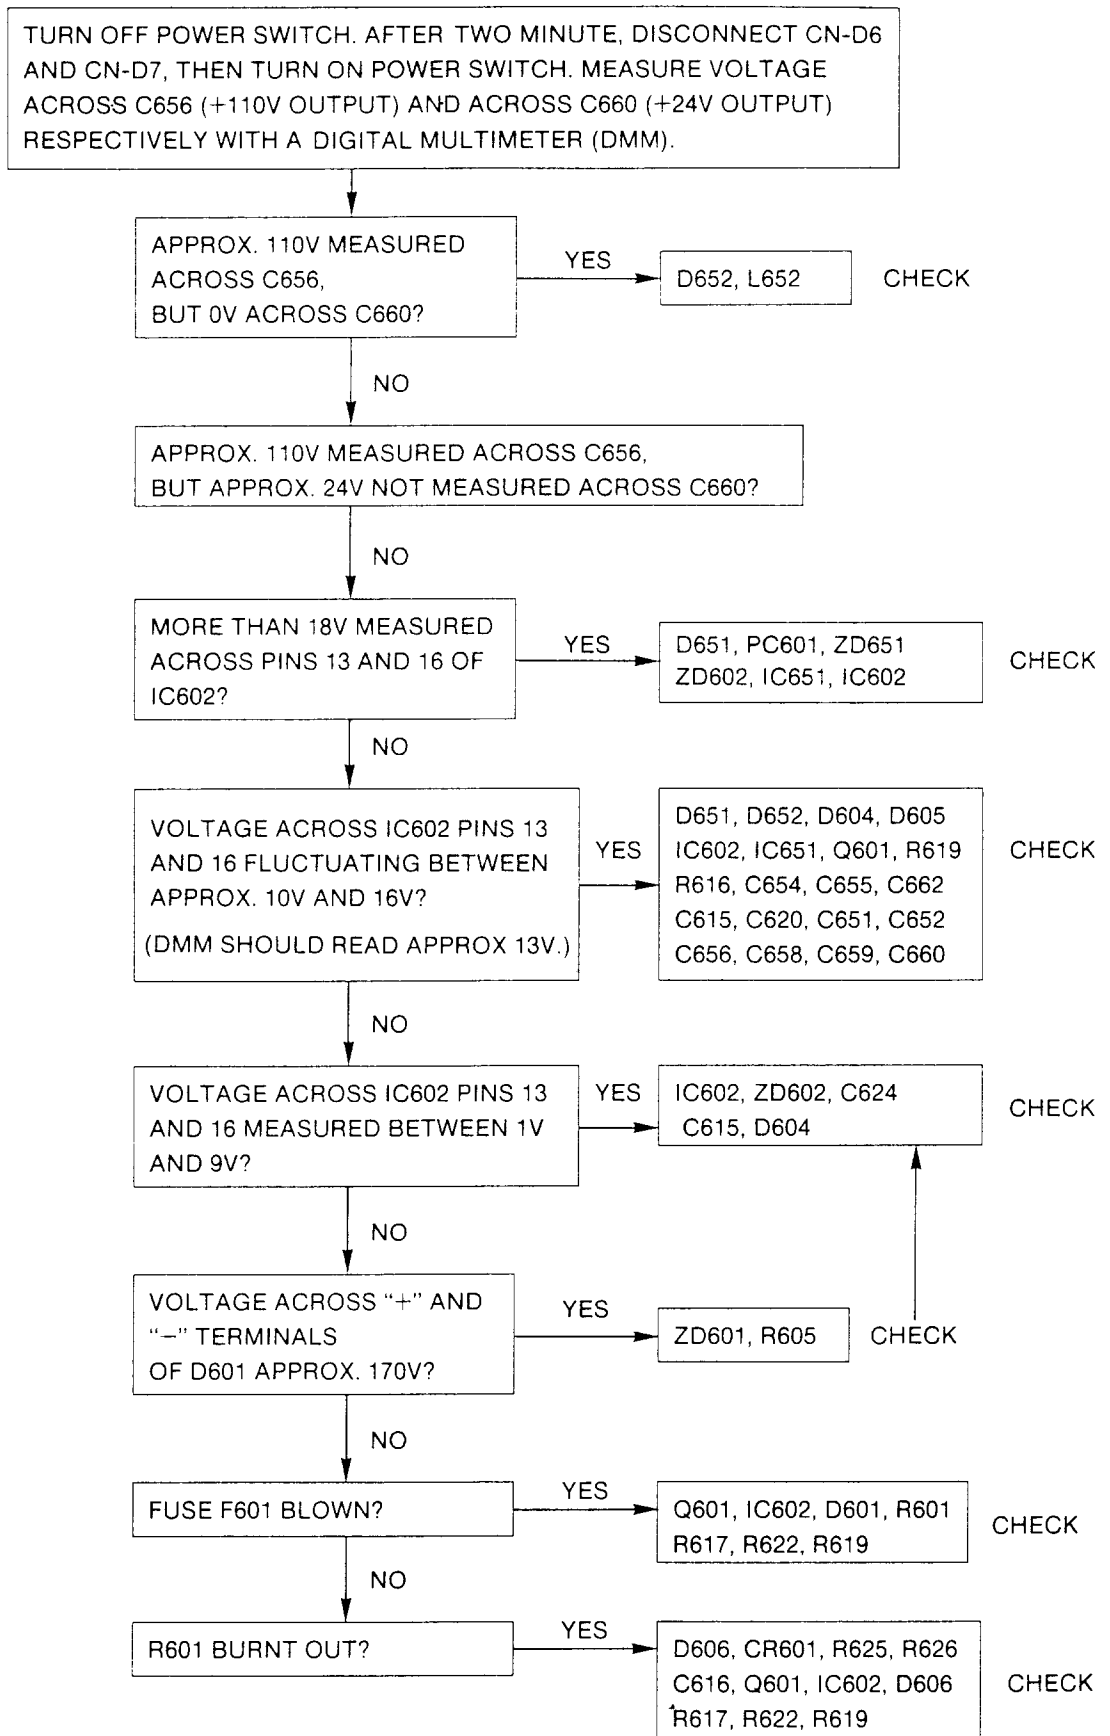 TURN OFF POWER SWITCH. AFTER TWO MINUTE, DISCONNECT CN-D6
AND CN-D7, THEN TURN ON POWER SWITCH. MEASURE VOLTAGE
ACROSS C656 (+110V OUTPUT) AND ACROSS C660 (+24V OUTPUT)
RESPECTIVELY WITH A DIGITAL MULTIMETER (DMM).
APPROX. 110V MEASURED
ACROSS C656,
BUT 0V ACROSS C660?
YES
D652, L652
CHECK
NO
APPROX. 110V MEASURED ACROSS C656,
BUT APPROX. 24V NOT MEASURED ACROSS C660?
NO
MORE THAN 18V MEASURED
ACROSS PINS 13 AND 16 OF
IC602?
YES
D651, PC601, ZD651
ZD602, IC651, IC602
CHECK
NO
VOLTAGE ACROSS IC602 PINS 13
AND 16 FLUCTUATING BETWEEN
APPROX. 10V AND 16V?
(DMM SHOULD READ APPROX 13V.)
YES
D651, D652, D604, D605
IC602, IC651, Q601, R619
R616, C654, C655, C662
C615, C620, C651, C652
C656, C658, C659, C660
CHECK
NO
VOLTAGE ACROSS IC602 PINS 13
AND 16 MEASURED BETWEEN 1V
AND 9V?
YES
IC602, ZD602, C624
C615, D604
CHECK
NO
VOLTAGE ACROSS "+" AND
"−" TERMINALS
OF D601 APPROX. 170V?
YES
ZD601, R605
CHECK
NO
FUSE F601 BLOWN?
YES
Q601, IC602, D601, R601
R617, R622, R619
CHECK
NO
R601 BURNT OUT?
YES
D606, CR601, R625, R626
C616, Q601, IC602, D606
R617, R622, R619
CHECK